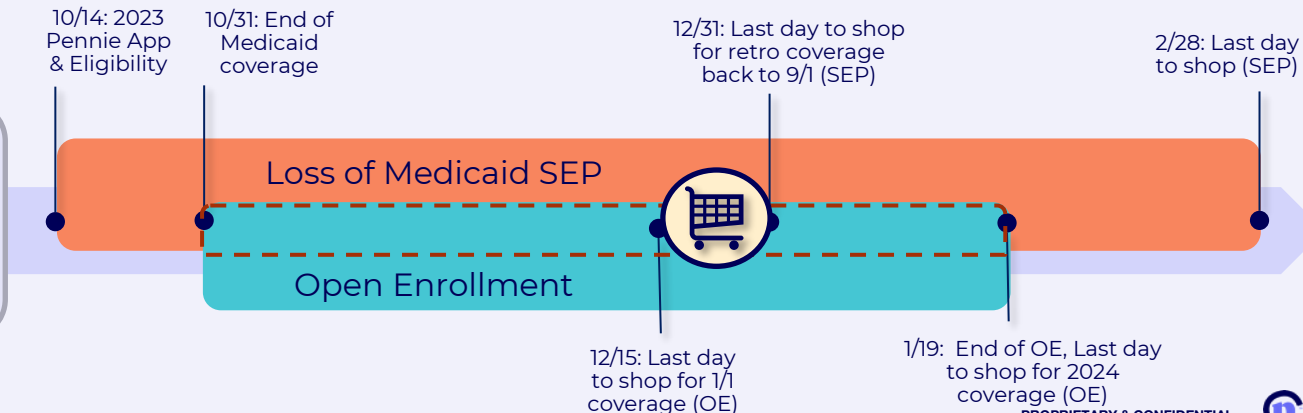 10/14: 2023
Pennie App
& Eligibility
10/31: End of
Medicaid
coverage
12/31: Last day to shop
for retro coverage
back to 9/1 (SEP)
2/28: Last day
to shop (SEP)
Loss of Medicaid SEP
Open Enrollment
12/15: Last day
to shop for 1/1
coverage (OE)
1/19:  End of OE, Last day
to shop for 2024
coverage (OE)
PROPRIETARY & CONFIDENTIAL